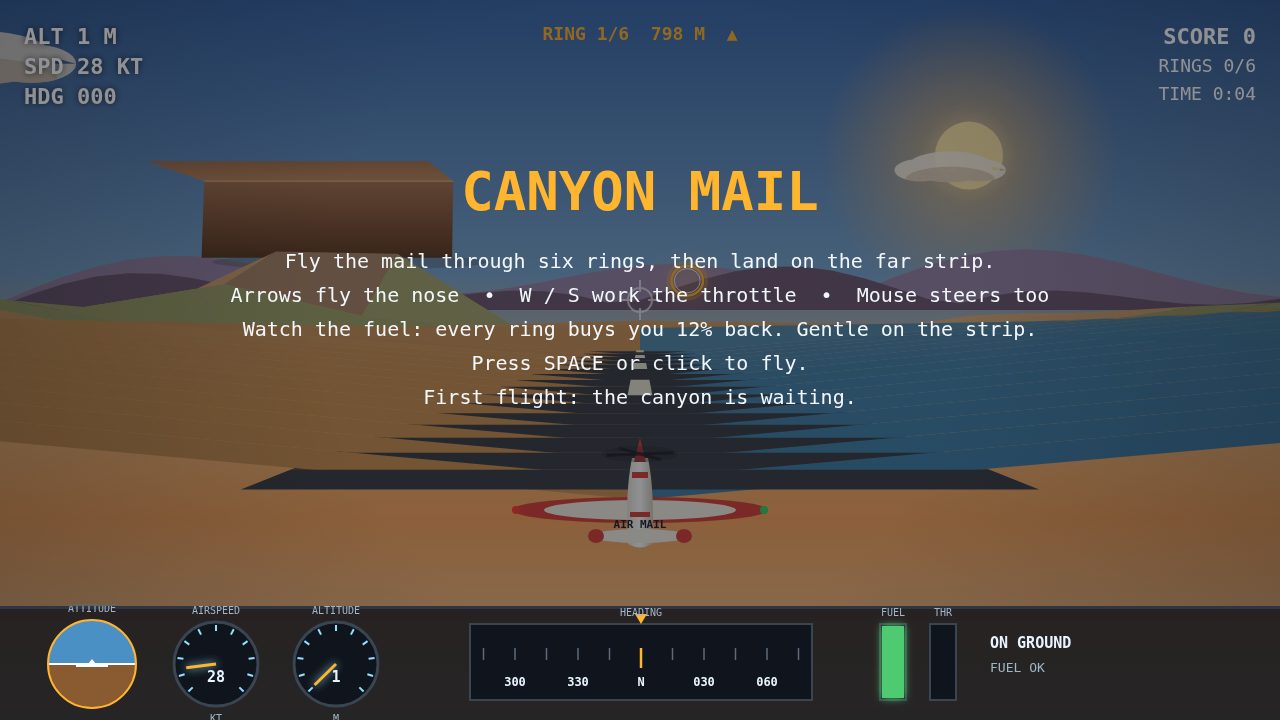 ALT 1 M
SPD 28 KT
HDG 000
RING 1/6 798 M ▲
SCORE 0
RINGS 0/6
TIME 0:04
CANYON MAIL
Fly the mail through six rings, then land on the far strip.
Arrows fly the nose • W / S work the throttle • Mouse steers too
Watch the fuel: every ring buys you 12% back. Gentle on the strip.
Press SPACE or click to fly.
First flight: the canyon is waiting.
AIR MAIL
ATTITUDE
AIRSPEED
28
KT
ALTITUDE
1
M
HEADING
300 330 N 030 060
FUEL
THR
ON GROUND
FUEL OK